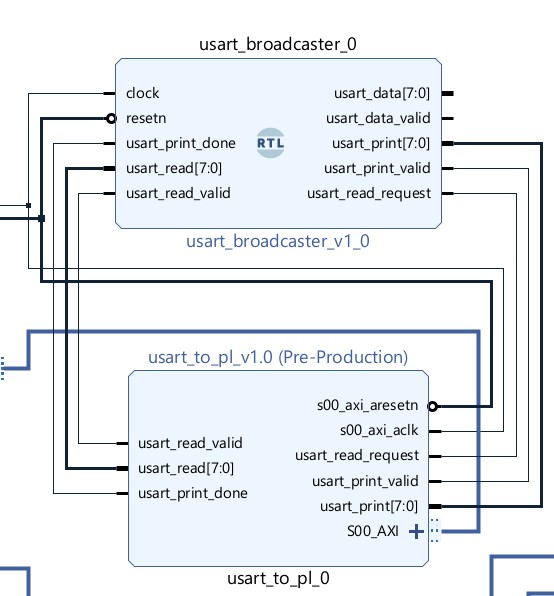 usart_broadcaster_0
clock
resetn
usart_print_done
usart_read[7:0]
usart_read_valid
RTL
usart_data[7:0]
usart_data_valid
usart_print[7:0]
usart_print_valid
usart_read_request
usart_broadcaster_v1_0
usart_to_pl_v1.0 (Pre-Production)
usart_read_valid
usart_read[7:0]
usart_print_done
s00_axi_aresetn
s00_axi_aclk
usart_read_request
usart_print_valid
usart_print[7:0]
S00_AXI
usart_to_pl_0